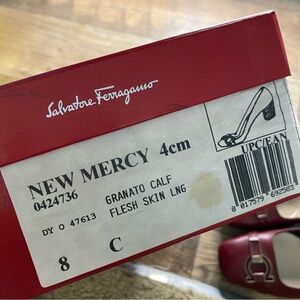 Salvatore Ferragamo
NEW MERCY 4cm
0424736
UPC/EAN
DY O 47613
GRANATO CALF
FLESH SKIN LNG
8 C
8 017579 692583